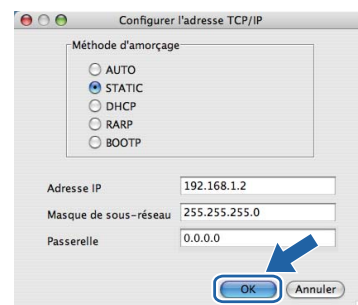 Configurer l'adresse TCP/IP
Méthode d'amorçage
AUTO
STATIC
DHCP
RARP
BOOTP
Adresse IP 192.168.1.2
Masque de sous-réseau 255.255.255.0
Passerelle 0.0.0.0
OK Annuler